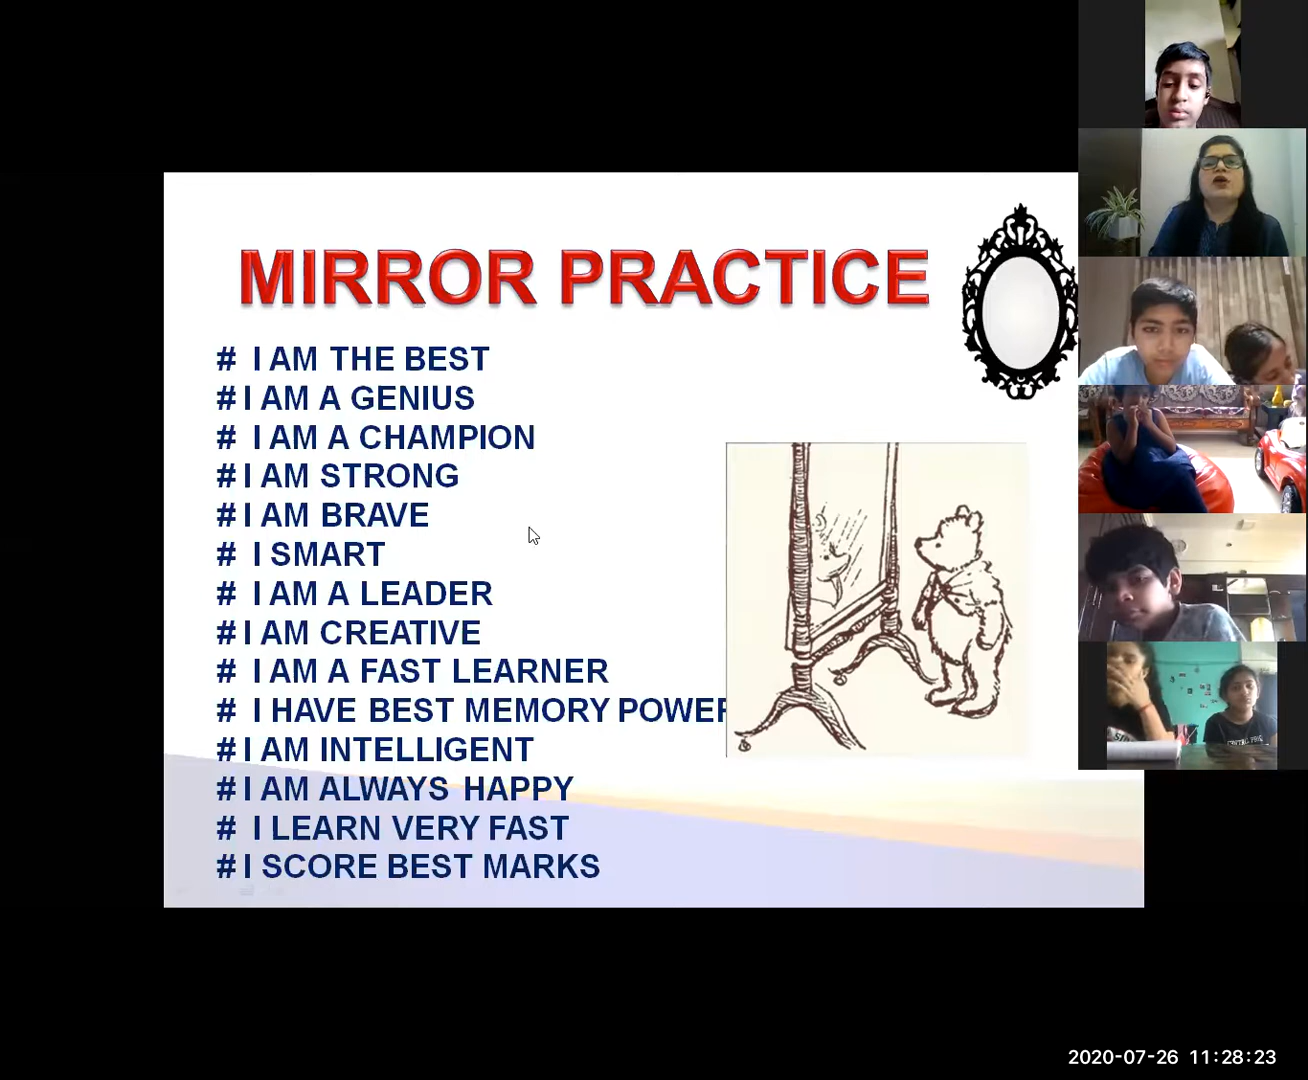 MIRROR PRACTICE
# I AM THE BEST
# I AM A GENIUS
# I AM A CHAMPION
# I AM STRONG
# I AM BRAVE
# I SMART
# I AM A LEADER
# I AM CREATIVE
# I AM A FAST LEARNER
# I HAVE BEST MEMORY POWER
# I AM INTELLIGENT
# I AM ALWAYS HAPPY
# I LEARN VERY FAST
# I SCORE BEST MARKS
2020-07-26 11:28:23